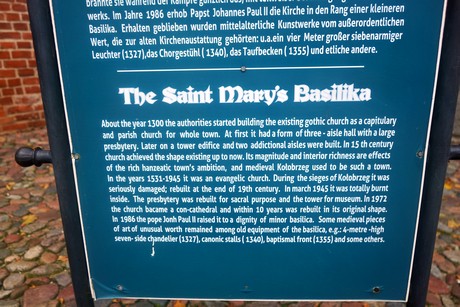 brannte sie während der Kämpfe
werks. Im Jahre 1986 erhob Papst Johannes Paul II die Kirche in den Rang einer kleineren
Basilika. Erhalten geblieben wurden mittelalterliche Kunstwerke vom außerordentlichen
Wert, die zur alten Kirchenaustattung gehörten: u.a.ein vier Meter großer siebenarmiger
Leuchter (1327),das Chorgestühl ( 1340), das Taufbecken ( 1355) und etliche andere.
The Saint Mary's Basilika
About the year 1300 the authorities started building the existing gothic church as a capitulary
and parish church for whole town. At first it had a form of three - aisle hall with a large
presbytery. Later on a tower edifice and two addicional aisles were built. In 15 th century
church achieved the shape existing up to now. Its magnitude and interior richness are effects
of the rich hanzeatic town's ambition, and medieval Kołobrzeg used to be such a town.
In the years 1531-1945 it was an evangelic church. During the sieges of Kołobrzeg it was
seriously damaged; rebuilt at the end of 19th century. In march 1945 it was totally burnt
inside. The presbytery was rebuilt for sacral purpose and the tower for museum. In 1972
the church bacame a con-cathedral and within 10 years was rebuilt in its original shape.
In 1986 the pope Jonh Paul II raised it to a dignity of minor basilica. Some medieval pieces
of art of unusual worth remained among old equipment of the basilica, e.g.: 4-metre -high
seven- side chandelier (1327), canonic stalls ( 1340), baptismal front (1355) and some others.